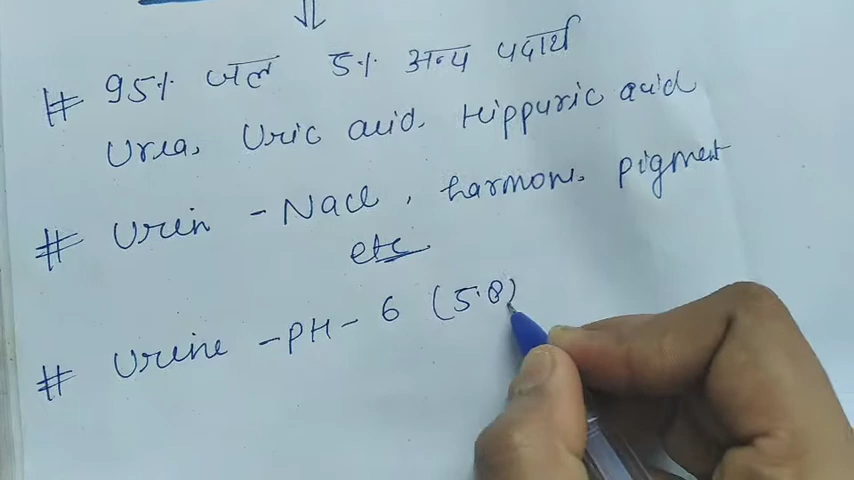 # 95% जल 5% अन्य पदार्थ
Urea, Uric acid. Hippuric acid
# Urin - NaCl, harmon. pigment
etc
# Urine - PH - 6 (5.8)